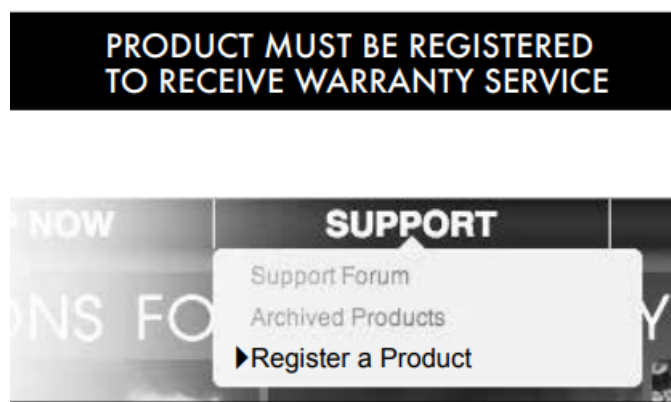 PRODUCT MUST BE REGISTERED
TO RECEIVE WARRANTY SERVICE
NOW
SUPPORT
Support Forum
Archived Products
Register a Product